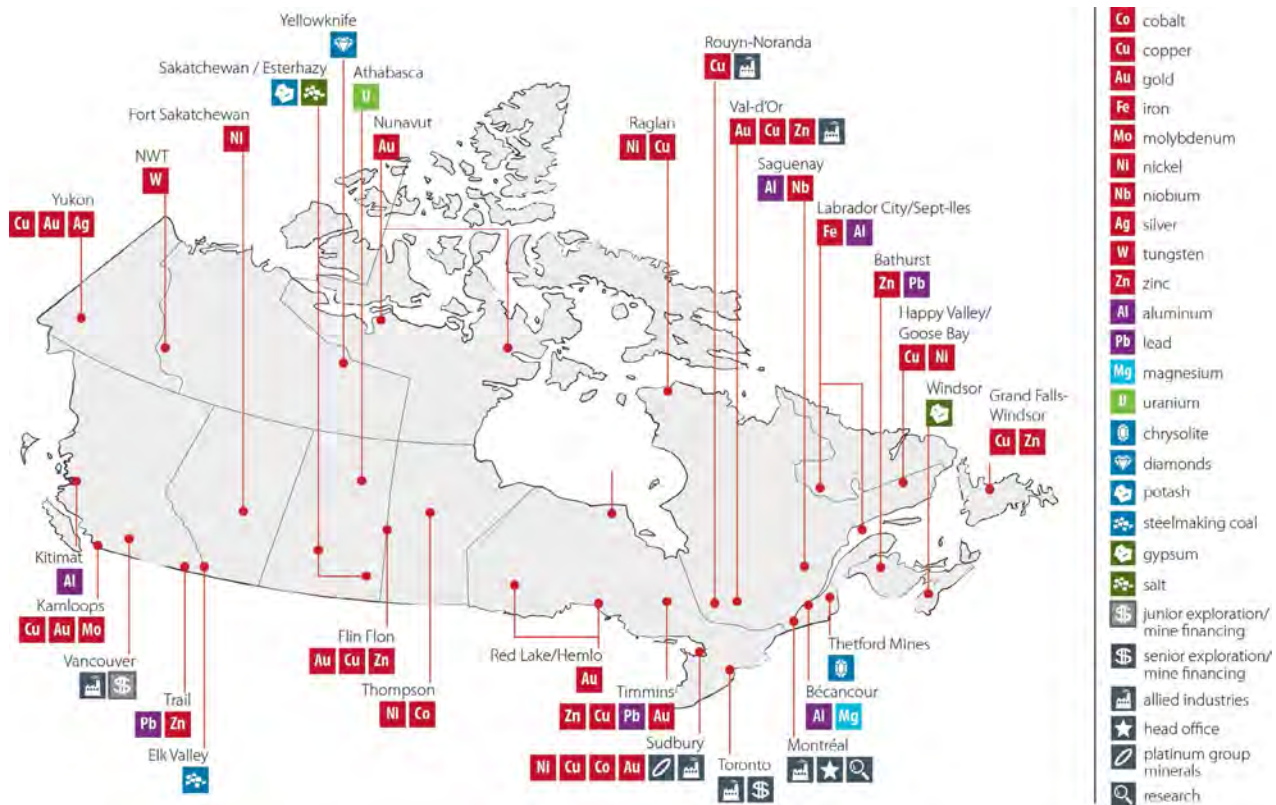 Yellowknife
Sakatchewan / Esterhazy
Athabasca
U
Fort Sakatchewan
NI
Nunavut
Au
NWT
W
Yukon
Cu Au Ag
Rouyn-Noranda
Cu
Val-d'Or
Au Cu Zn
Raglan
Ni Cu
Saguenay
Al Nb
Labrador City/Sept-Iles
Fe Al
Bathurst
Zn Pb
Happy Valley/
Goose Bay
Cu Ni
Windsor
Grand Falls-
Windsor
Cu Zn
Kitimat
Al
Kamloops
Cu Au Mo
Vancouver
$
Trail
Pb Zn
Elk Valley
Flin Flon
Au Cu Zn
Thompson
NI Co
Red Lake/Hemlo
Au
Timmins
Zn Cu Pb Au
Sudbury
Ni Cu Co Au
Toronto
$
Montréal
Bécancour
Al Mg
Thetford Mines
Co cobalt
Cu copper
Au gold
Fe iron
Mo molybdenum
Ni nickel
Nb niobium
Ag silver
W tungsten
Zn zinc
Al aluminum
Pb lead
Mg magnesium
U uranium
chrysolite
diamonds
potash
steelmaking coal
gypsum
salt
$ junior exploration/
mine financing
$ senior exploration/
mine financing
allied industries
head office
platinum group
minerals
research